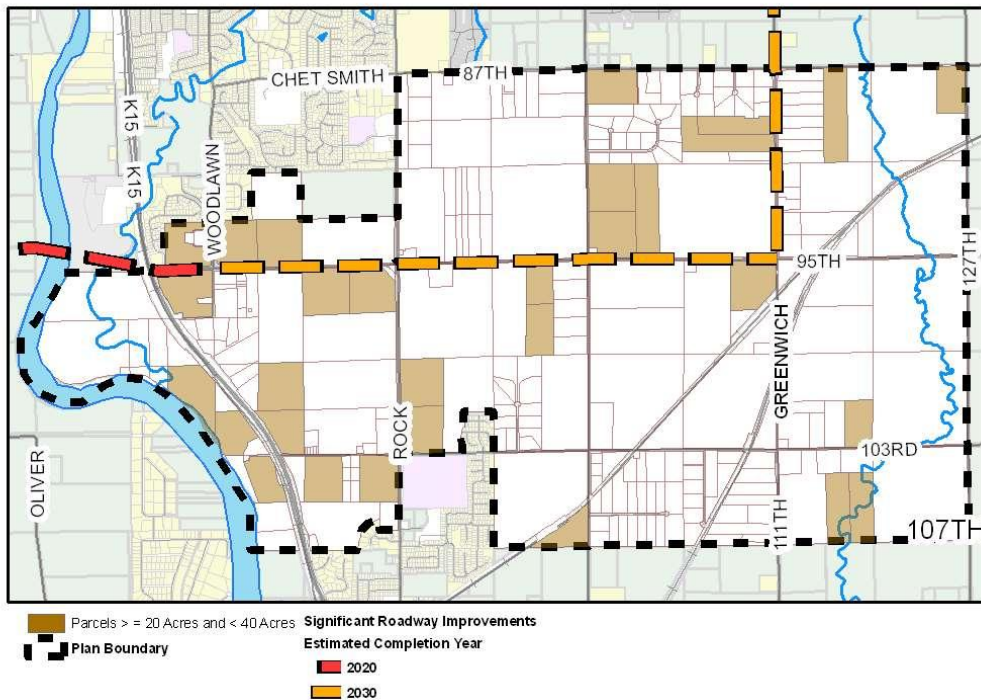 CHET SMITH
87TH
K15
K15
WOODLAWN
95TH
127TH
GREENWICH
ROCK
103RD
OLIVER
111TH
107TH
Parcels > = 20 Acres and < 40 Acres
Plan Boundary
Significant Roadway Improvements
Estimated Completion Year
2020
2030